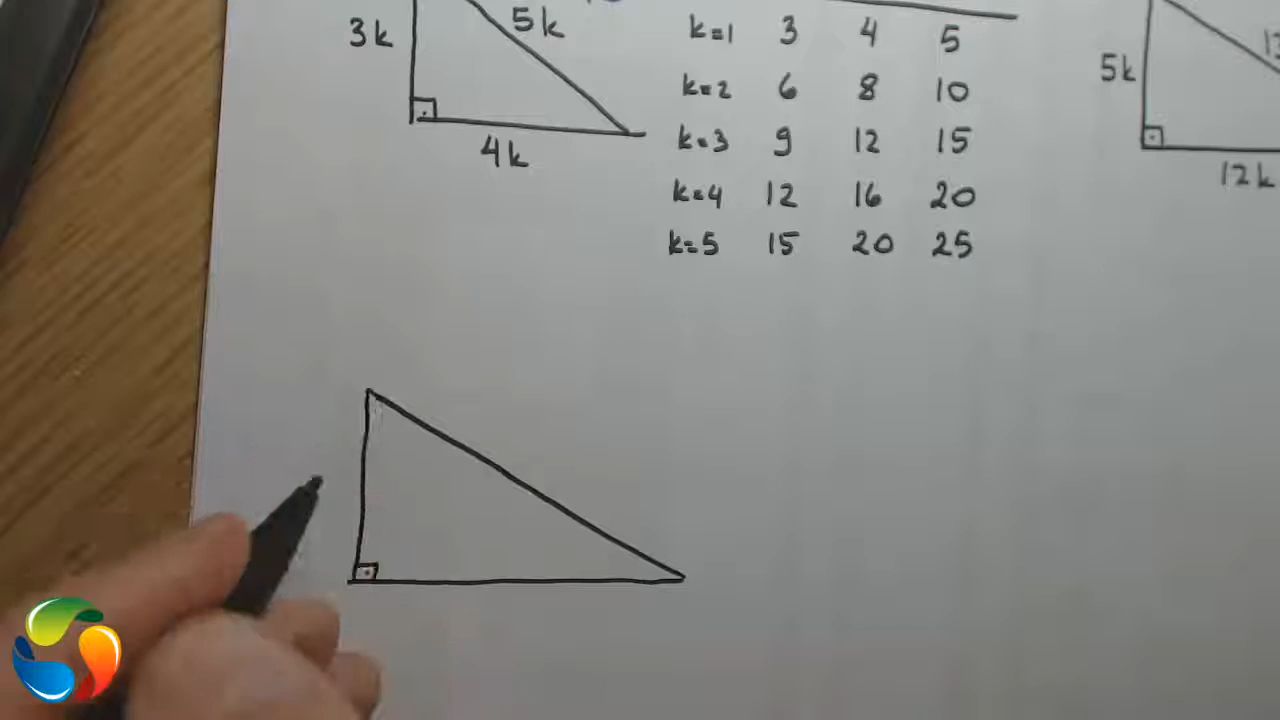 3k
5k
4k
k=1 3 4 5
k=2 6 8 10
k=3 9 12 15
k=4 12 16 20
k=5 15 20 25
5k
12k